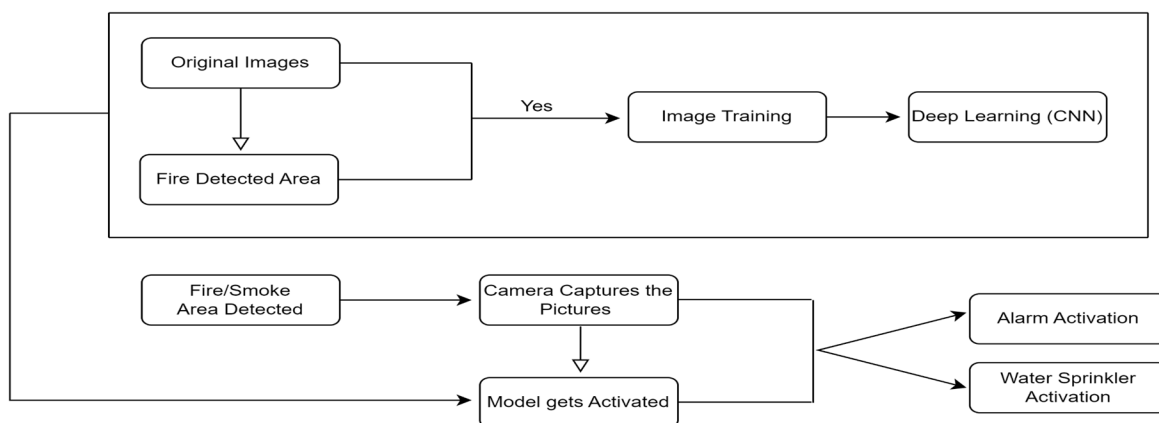 Original Images
Yes
Image Training
Deep Learning (CNN)
Fire Detected Area
Fire/Smoke
Area Detected
Camera Captures the
Pictures
Alarm Activation
Model gets Activated
Water Sprinkler
Activation